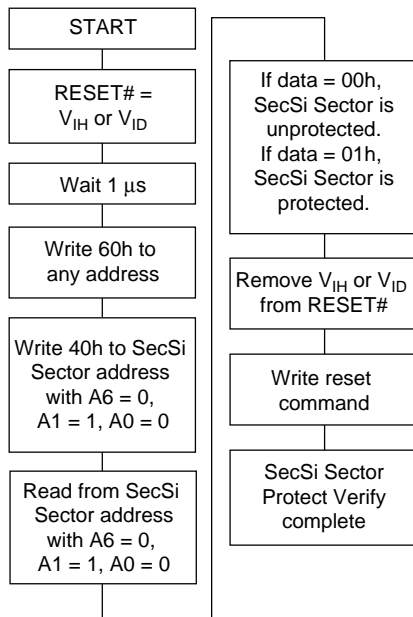 START
RESET# =
V_IH or V_ID
Wait 1 μs
Write 60h to
any address
Write 40h to SecSi
Sector address
with A6 = 0,
A1 = 1, A0 = 0
Read from SecSi
Sector address
with A6 = 0,
A1 = 1, A0 = 0
If data = 00h,
SecSi Sector is
unprotected.
If data = 01h,
SecSi Sector is
protected.
Remove V_IH or V_ID
from RESET#
Write reset
command
SecSi Sector
Protect Verify
complete